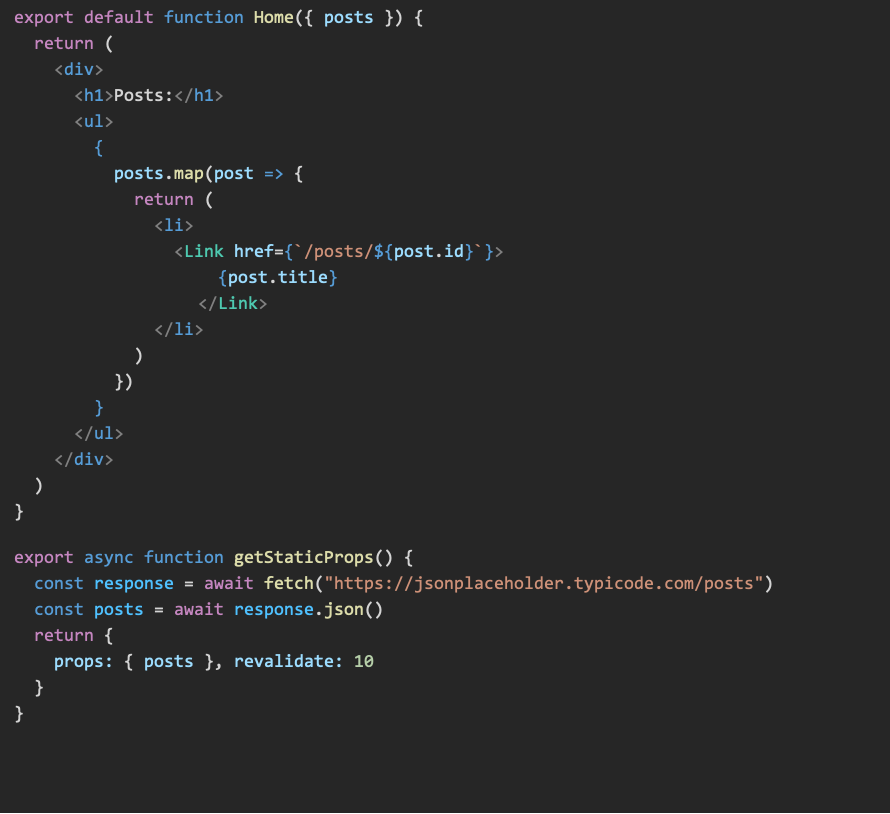 export default function Home({ posts }) {
  return (
    <div>
      <h1>Posts:</h1>
      <ul>
        {
          posts.map(post => {
            return (
              <li>
                <Link href={`/posts/${post.id}`}>
                    {post.title}
                  </Link>
              </li>
            )
          })
        }
      </ul>
    </div>
  )
}

export async function getStaticProps() {
  const response = await fetch("https://jsonplaceholder.typicode.com/posts")
  const posts = await response.json()
  return {
    props: { posts }, revalidate: 10
  }
}